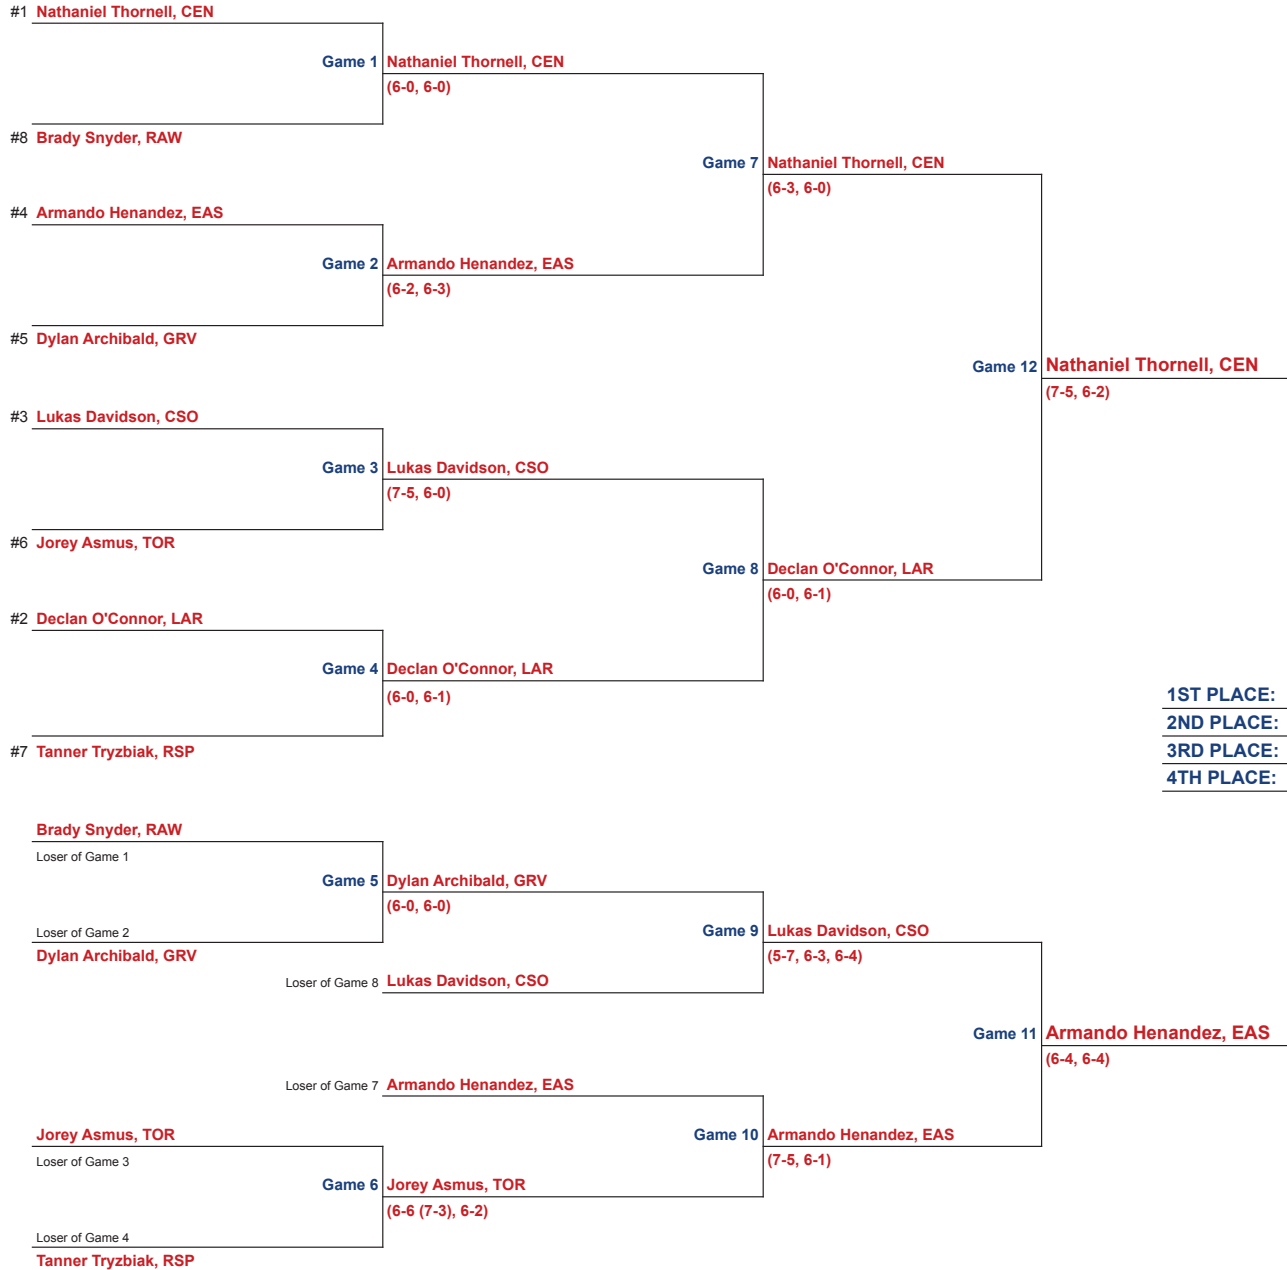 #1 Nathaniel Thornell, CEN
Game 1 Nathaniel Thornell, CEN
(6-0, 6-0)
#8 Brady Snyder, RAW
Game 7 Nathaniel Thornell, CEN
(6-3, 6-0)
#4 Armando Henandez, EAS
Game 2 Armando Henandez, EAS
(6-2, 6-3)
#5 Dylan Archibald, GRV
Game 12 Nathaniel Thornell, CEN
(7-5, 6-2)
#3 Lukas Davidson, CSO
Game 3 Lukas Davidson, CSO
(7-5, 6-0)
#6 Jorey Asmus, TOR
Game 8 Declan O'Connor, LAR
(6-0, 6-1)
#2 Declan O'Connor, LAR
Game 4 Declan O'Connor, LAR
(6-0, 6-1)
#7 Tanner Tryzbiak, RSP
1ST PLACE:
2ND PLACE:
3RD PLACE:
4TH PLACE:
Brady Snyder, RAW
Loser of Game 1
Game 5 Dylan Archibald, GRV
(6-0, 6-0)
Loser of Game 2
Dylan Archibald, GRV
Game 9 Lukas Davidson, CSO
(5-7, 6-3, 6-4)
Loser of Game 8 Lukas Davidson, CSO
Game 11 Armando Henandez, EAS
(6-4, 6-4)
Loser of Game 7 Armando Henandez, EAS
Jorey Asmus, TOR
Loser of Game 3
Game 10 Armando Henandez, EAS
(7-5, 6-1)
Game 6 Jorey Asmus, TOR
(6-6 (7-3), 6-2)
Loser of Game 4
Tanner Tryzbiak, RSP